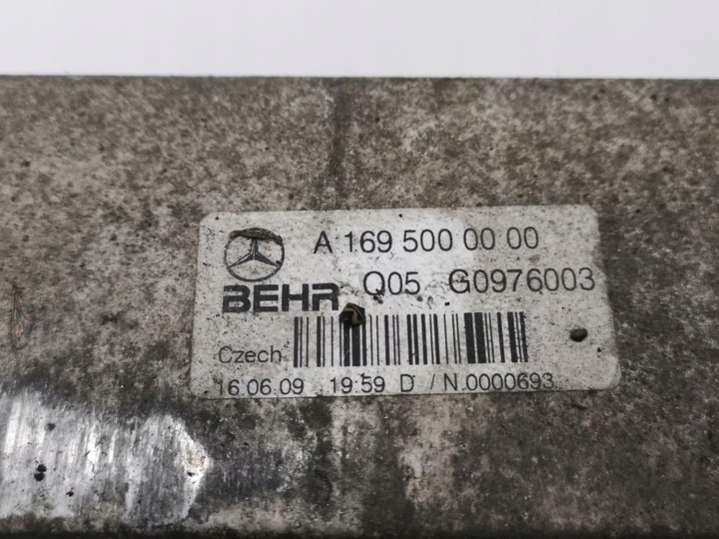 A 169 500 00 00
BEHR Q05 G0976003
Czech
16.06.09 19:59 D / N.0000693